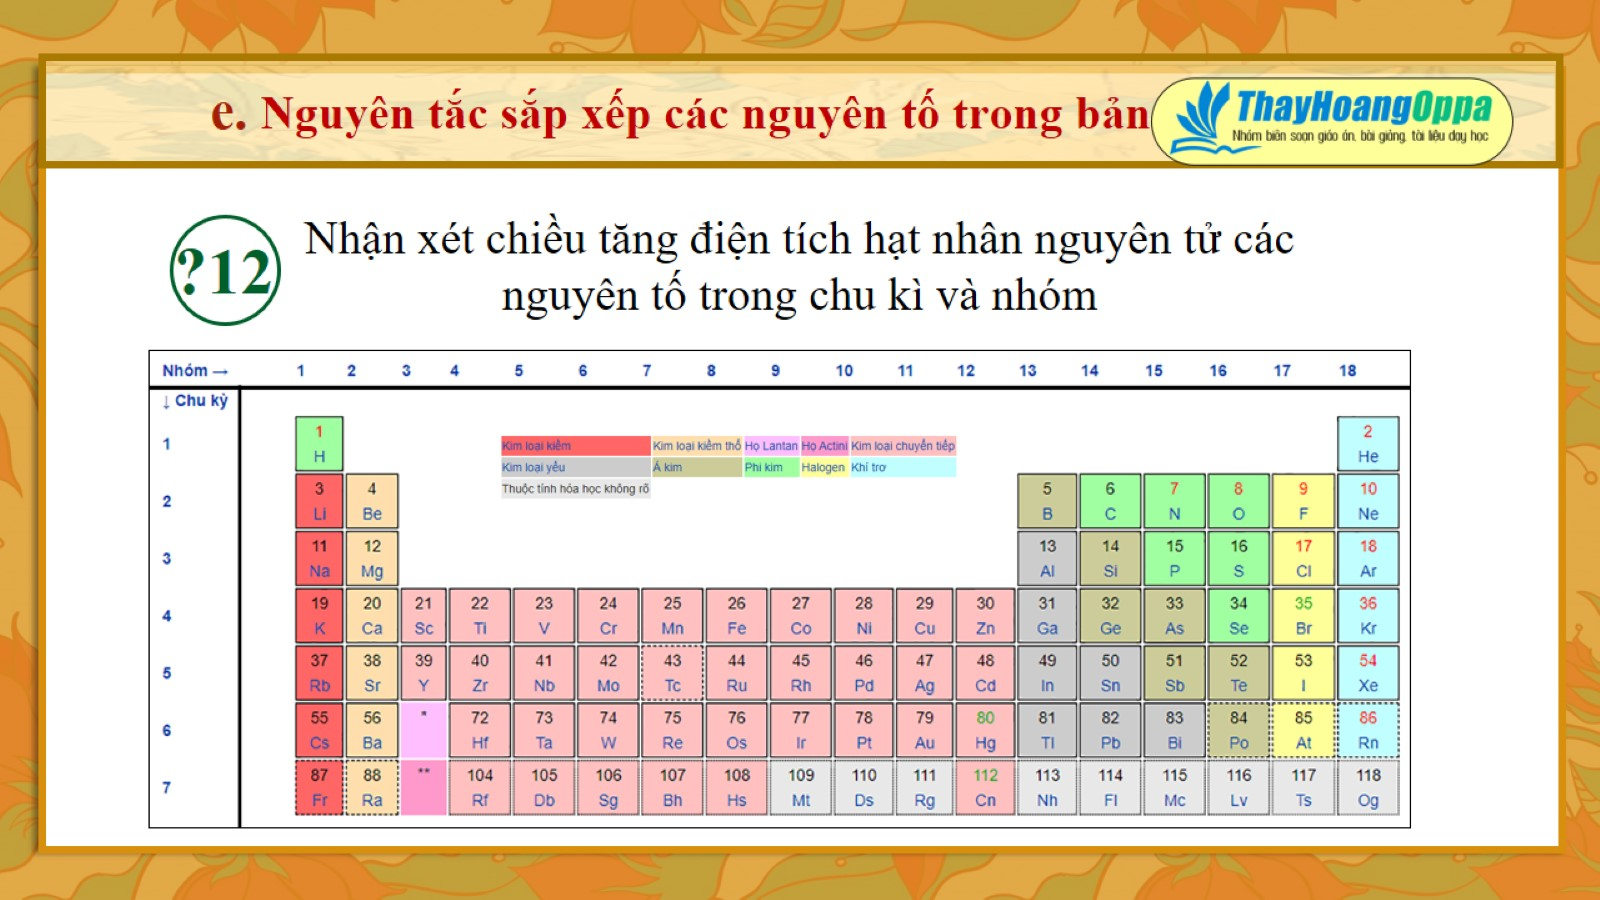 e. Nguyên tắc sắp xếp các nguyên tố trong bản
ThayHoangOppa
Nhóm biên soạn giáo án, bài giảng, tài liệu dạy học
?12
Nhận xét chiều tăng điện tích hạt nhân nguyên tử các
nguyên tố trong chu kì và nhóm
Nhóm → 1 2 3 4 5 6 7 8 9 10 11 12 13 14 15 16 17 18
↓ Chu kỳ
1 1 2
H He
Kim loại kiềm Kim loại kiềm thổ Họ Lantan Họ Actini Kim loại chuyển tiếp
Kim loại yếu Á kim Phi kim Halogen Khí trơ
Thuộc tính hóa học không rõ
2 3 4 5 6 7 8 9 10
Li Be B C N O F Ne
3 11 12 13 14 15 16 17 18
Na Mg Al Si P S Cl Ar
4 19 20 21 22 23 24 25 26 27 28 29 30 31 32 33 34 35 36
K Ca Sc Ti V Cr Mn Fe Co Ni Cu Zn Ga Ge As Se Br Kr
5 37 38 39 40 41 42 43 44 45 46 47 48 49 50 51 52 53 54
Rb Sr Y Zr Nb Mo Tc Ru Rh Pd Ag Cd In Sn Sb Te I Xe
6 55 56 * 72 73 74 75 76 77 78 79 80 81 82 83 84 85 86
Cs Ba Hf Ta W Re Os Ir Pt Au Hg Tl Pb Bi Po At Rn
7 87 88 ** 104 105 106 107 108 109 110 111 112 113 114 115 116 117 118
Fr Ra Rf Db Sg Bh Hs Mt Ds Rg Cn Nh Fl Mc Lv Ts Og